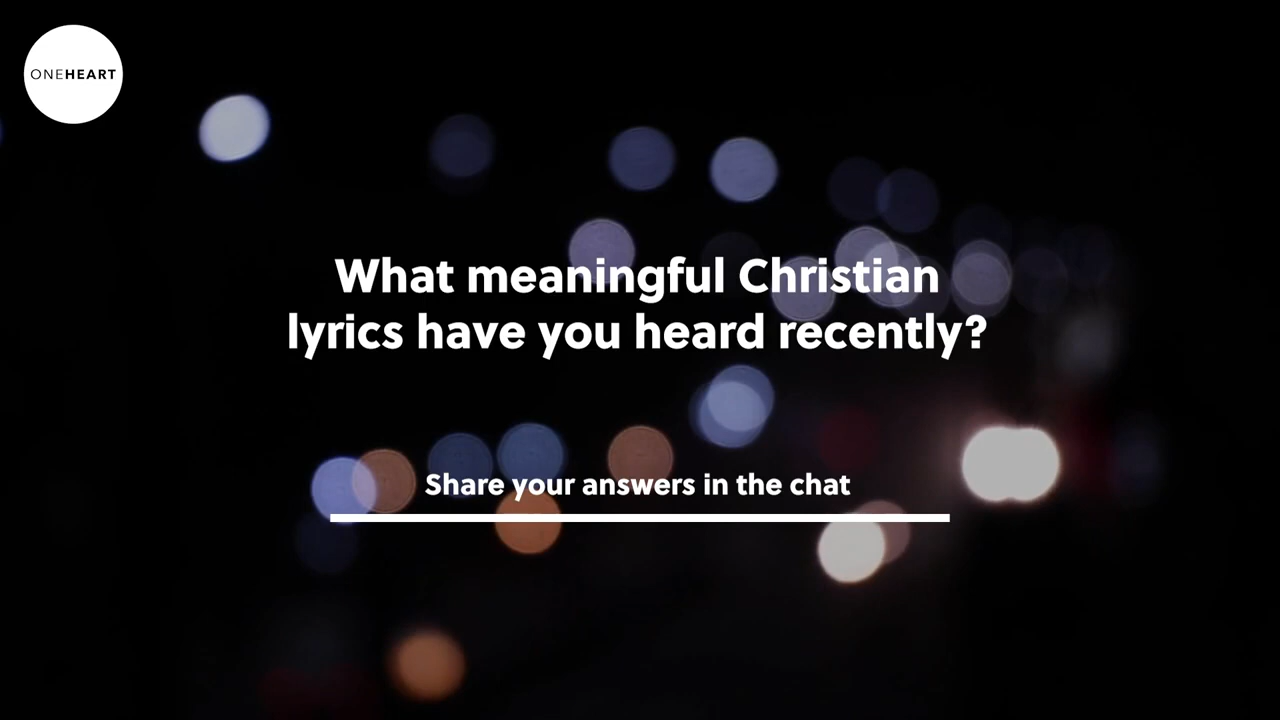 ONEHEART
What meaningful Christian
lyrics have you heard recently?
Share your answers in the chat